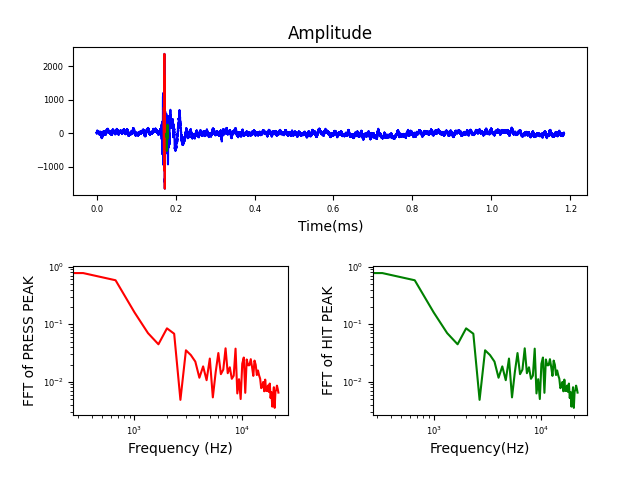 Amplitude
2000
1000
0
−1000
0.0 0.2 0.4 0.6 0.8 1.0 1.2
Time(ms)
FFT of PRESS PEAK
10⁰
10⁻¹
10⁻²
10³ 10⁴
Frequency (Hz)
FFT of HIT PEAK
10⁰
10⁻¹
10⁻²
10³ 10⁴
Frequency(Hz)